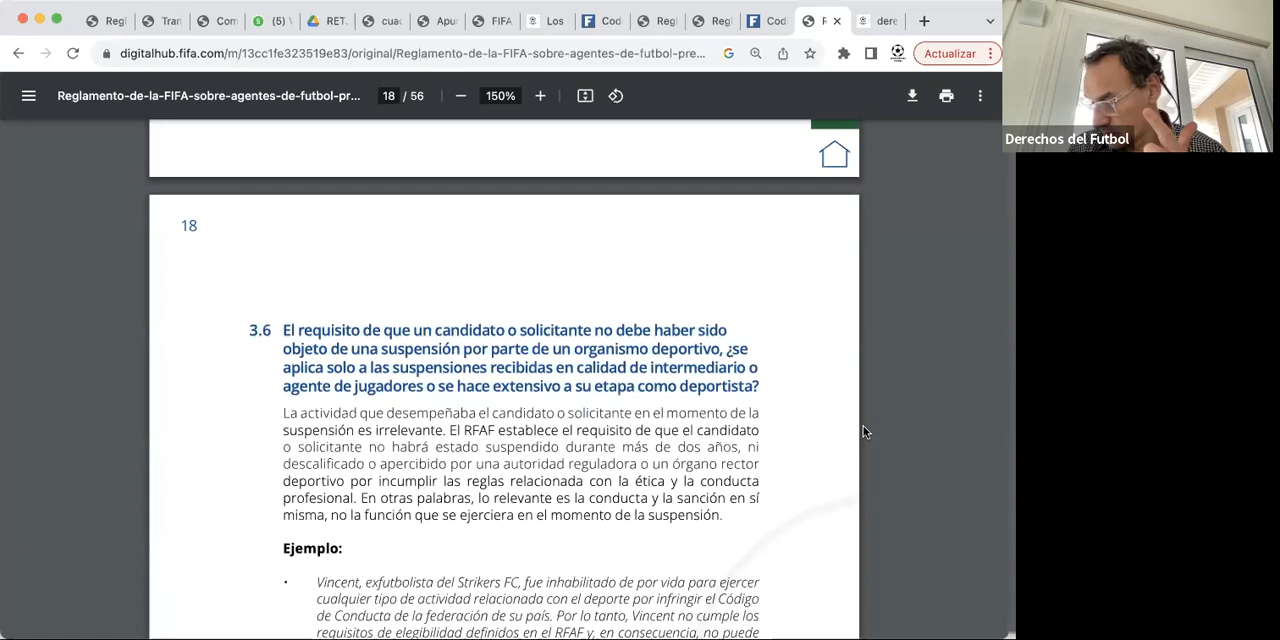 Regl
Tran
Com
(5) \
RET.
cuac
Apur
FIFA
Los
Cod
Regl
Regl
Cod
R
dere
digitalhub.fifa.com/m/13cc1fe323519e83/original/Reglamento-de-la-FIFA-sobre-agentes-de-futbol-pre...
Actualizar
Reglamento-de-la-FIFA-sobre-agentes-de-futbol-pr...
18 / 56
150%
Derechos del Futbol
18
3.6 El requisito de que un candidato o solicitante no debe haber sido
objeto de una suspensión por parte de un organismo deportivo, ¿se
aplica solo a las suspensiones recibidas en calidad de intermediario o
agente de jugadores o se hace extensivo a su etapa como deportista?
La actividad que desempeñaba el candidato o solicitante en el momento de la
suspensión es irrelevante. El RFAF establece el requisito de que el candidato
o solicitante no habrá estado suspendido durante más de dos años, ni
descalificado o apercibido por una autoridad reguladora o un órgano rector
deportivo por incumplir las reglas relacionada con la ética y la conducta
profesional. En otras palabras, lo relevante es la conducta y la sanción en sí
misma, no la función que se ejerciera en el momento de la suspensión.
Ejemplo:
• Vincent, exfutbolista del Strikers FC, fue inhabilitado de por vida para ejercer
cualquier tipo de actividad relacionada con el deporte por infringir el Código
de Conducta de la federación de su país. Por lo tanto, Vincent no cumple los
requisitos de elegibilidad definidos en el RFAF y, en consecuencia, no puede